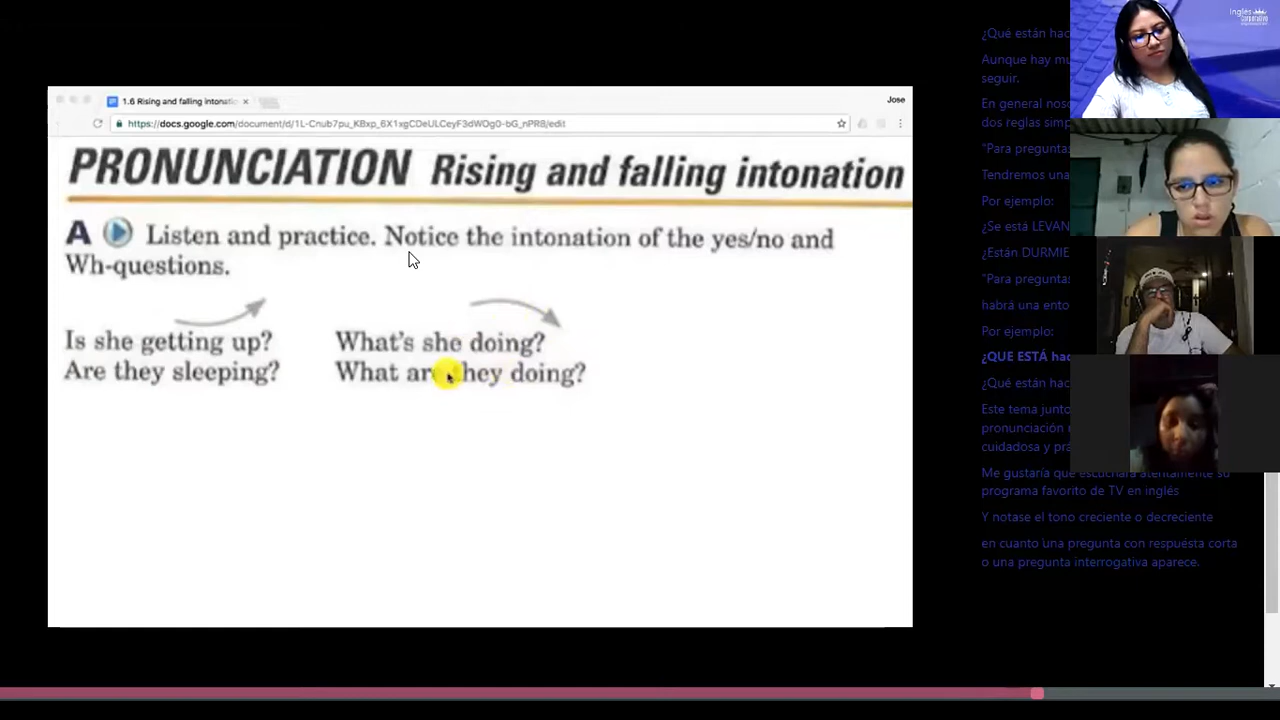 1.6 Rising and falling intonatio
Jose
https://docs.google.com/document/d/1L-Cnub7pu_KBxp_6X1xgCDeULCeyF3dWOg0-bG_nPR8/edit
PRONUNCIATION Rising and falling intonation
A Listen and practice. Notice the intonation of the yes/no and
Wh-questions.
Is she getting up? What's she doing?
Are they sleeping? What are they doing?
Inglés
corporativo
¿Qué están hac
Aunque hay mu
seguir.
En general noso
dos reglas simp
"Para preguntas
Tendremos una
Por ejemplo:
¿Se está LEVAN
¿Están DURMIE
"Para preguntas
habrá una ento
Por ejemplo:
¿QUE ESTÁ hac
¿Qué están hac
Este tema junto
pronunciación
cuidadosa y prá
Me gustaría que escuchara atentamente su
programa favorito de TV en inglés
Y notase el tono creciente o decreciente
en cuanto una pregunta con respuesta corta
o una pregunta interrogativa aparece.